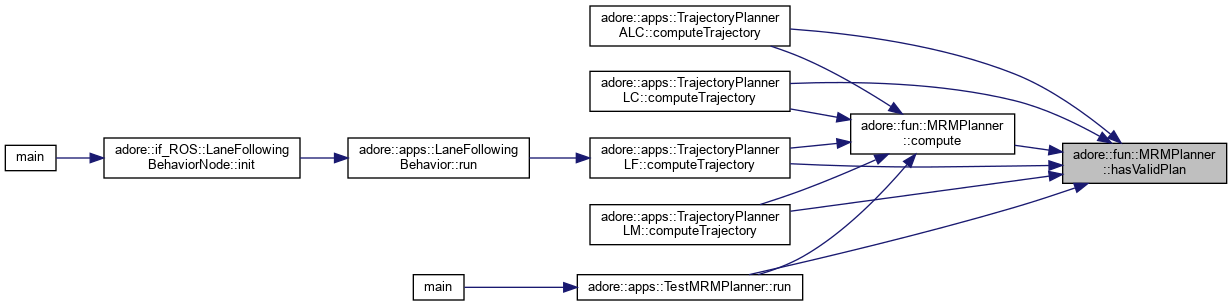 adore::apps::TrajectoryPlanner
ALC::computeTrajectory
adore::apps::TrajectoryPlanner
LC::computeTrajectory
adore::fun::MRMPlanner
::compute
main
adore::if_ROS::LaneFollowing
BehaviorNode::init
adore::apps::LaneFollowing
Behavior::run
adore::apps::TrajectoryPlanner
LF::computeTrajectory
adore::fun::MRMPlanner
::hasValidPlan
adore::apps::TrajectoryPlanner
LM::computeTrajectory
main
adore::apps::TestMRMPlanner::run